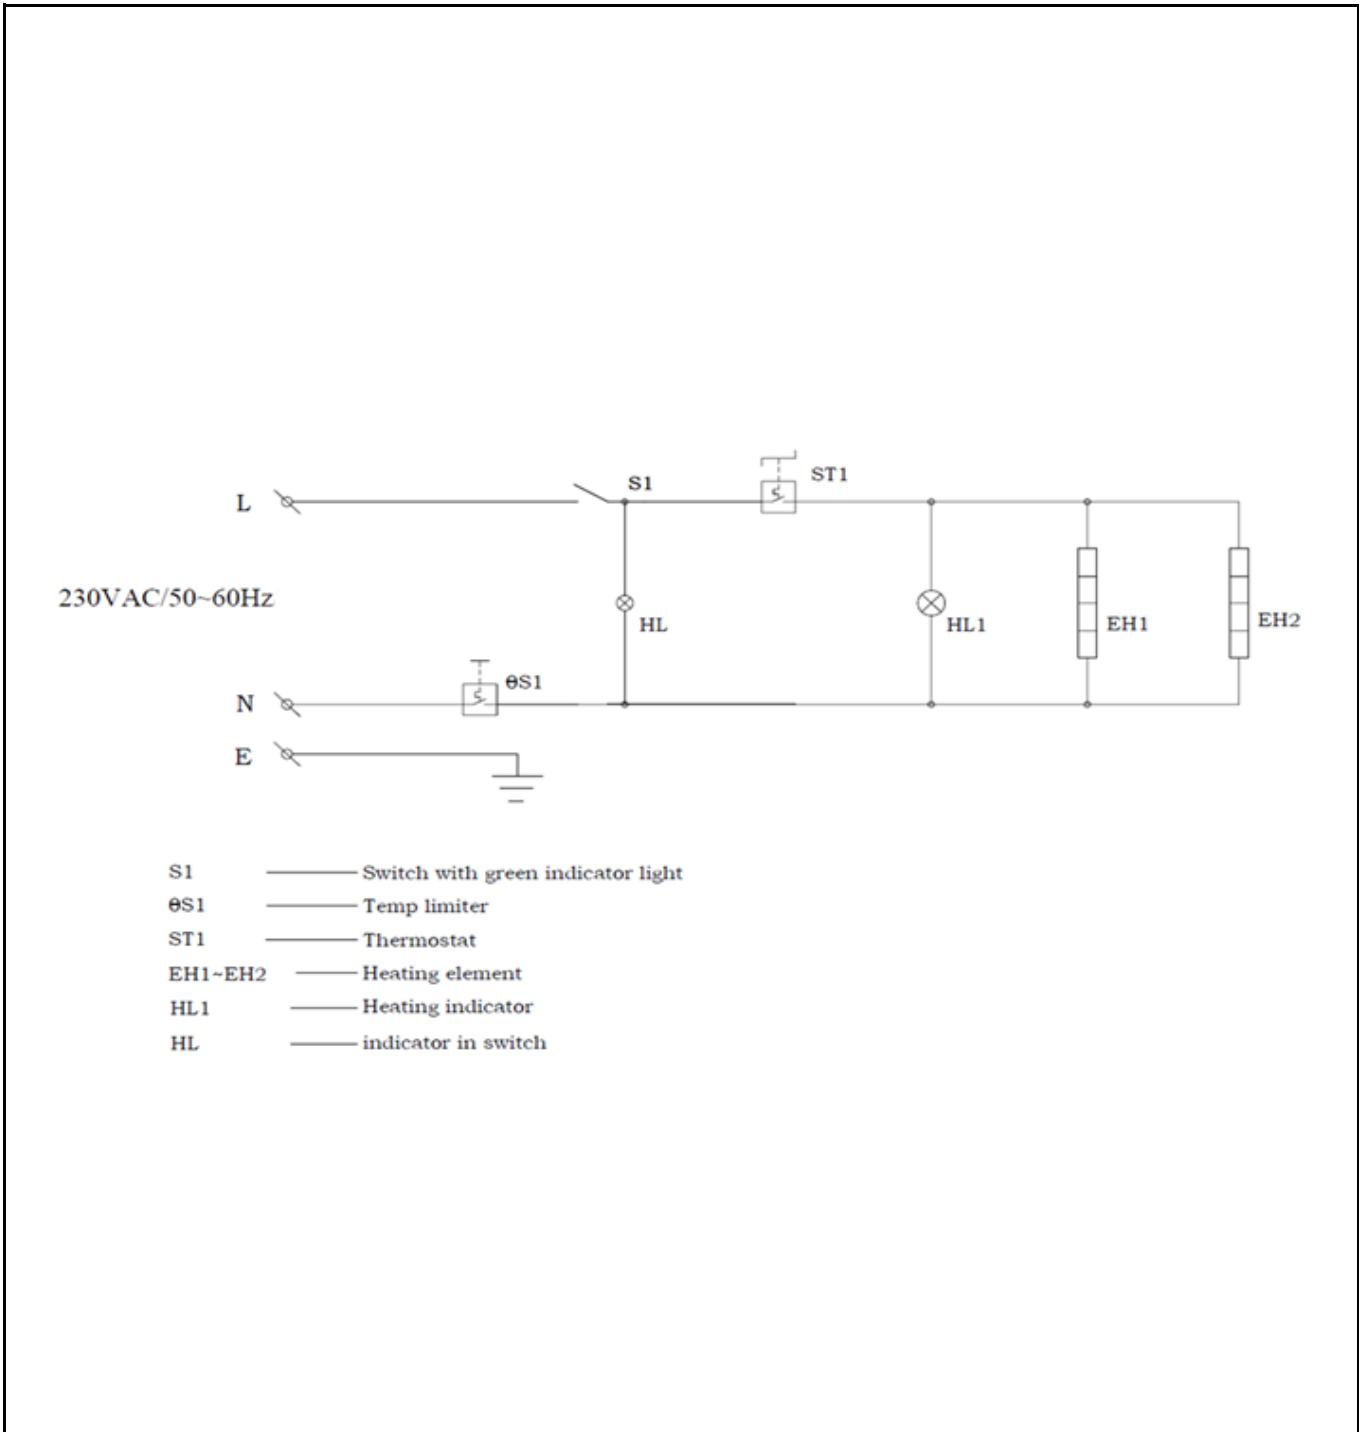 S1
ST1
L
230VAC/50~60Hz
HL
HL1
EH1
EH2
θS1
N
E
S1 Switch with green indicator light
θS1 Temp limiter
ST1 Thermostat
EH1~EH2 Heating element
HL1 Heating indicator
HL indicator in switch